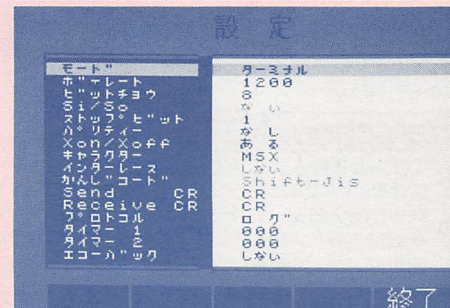 設 定
モード ターミナル
ボーレート 1200
ビットチョウ 8
Si/So ない
ストップビット 1
パリティー なし
Xon/Xoff ある
キャラクター MSX
インターレース しない
かんじコード Shift-Jis
Send CR CR
Receive CR CR
プロトコル ログ
タイマー 1 000
タイマー 2 000
エコーバック しない
終了